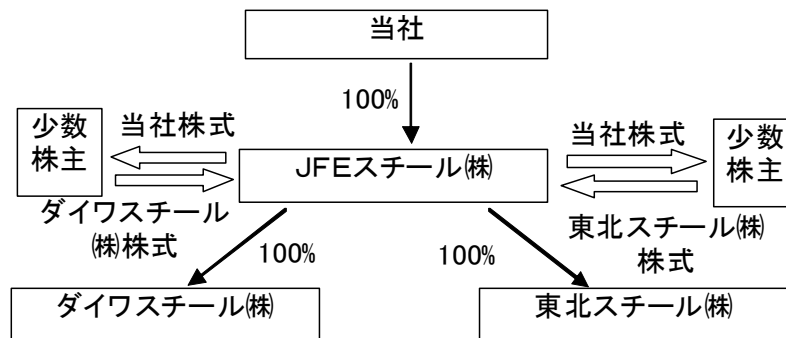 当社
100%
少数
株主
当社株式
ダイワスチール
㈱株式
JFEスチール㈱
当社株式
東北スチール㈱
株式
少数
株主
100%
100%
ダイワスチール㈱
東北スチール㈱